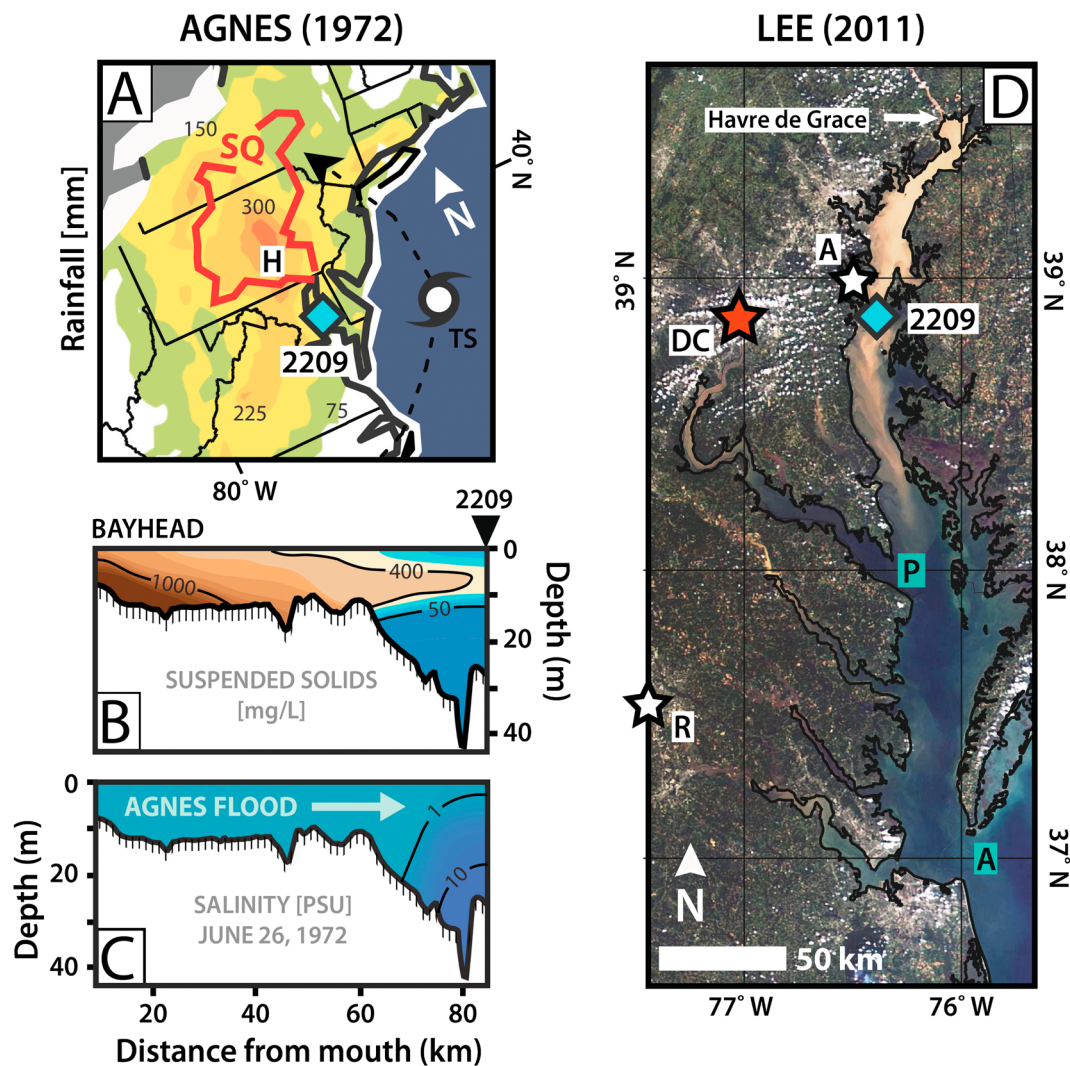 AGNES (1972)
A
Rainfall [mm]
150
SQ
300
H
2209
225
75
TS
N
40° N
80° W
BAYHEAD
2209
1000
400
50
SUSPENDED SOLIDS
[mg/L]
B
0
20
40
Depth (m)
AGNES FLOOD
1
10
SALINITY [PSU]
JUNE 26, 1972
C
0
20
40
Depth (m)
20
40
60
80
Distance from mouth (km)
LEE (2011)
D
Havre de Grace
A
DC
2209
P
R
A
N
50 km
39° N
39° N
38° N
37° N
77° W
76° W